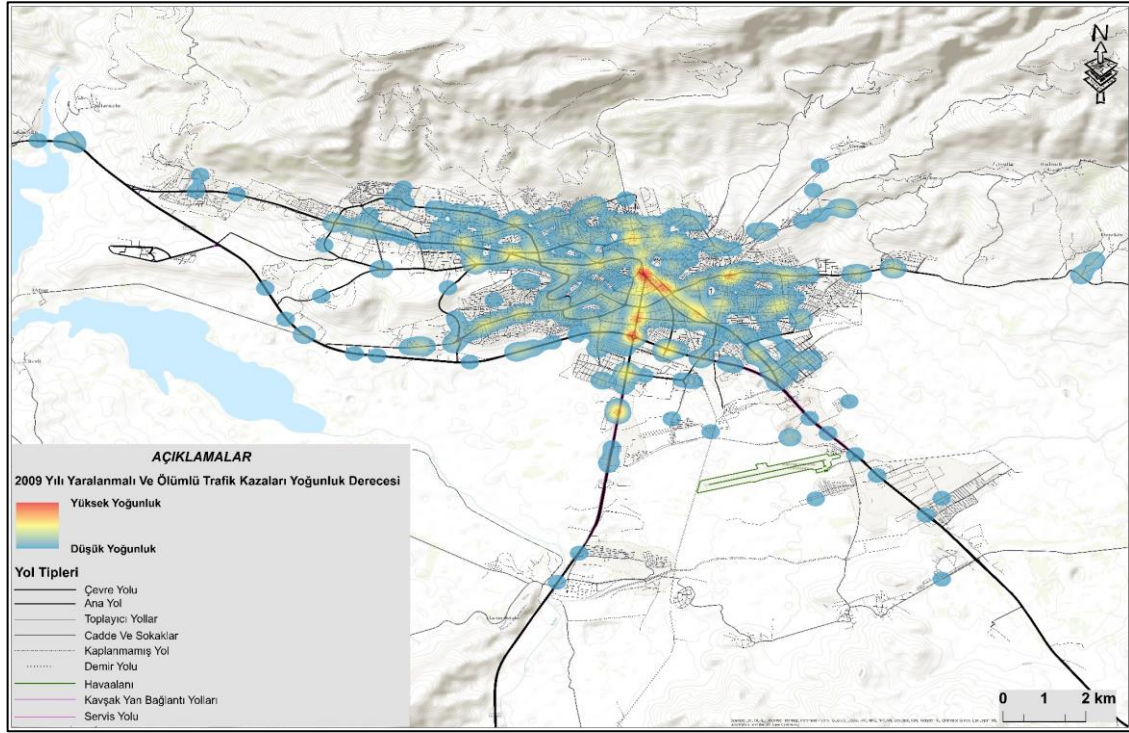 N
AÇIKLAMALAR
2009 Yılı Yaralanmalı Ve Ölümlü Trafik Kazaları Yoğunluk Derecesi
Yüksek Yoğunluk
Düşük Yoğunluk
Yol Tipleri
Çevre Yolu
Ana Yol
Toplayıcı Yollar
Cadde Ve Sokaklar
Kaplanmamış Yol
Demir Yolu
Havaalanı
Kavşak Yan Bağlantı Yolları
Servis Yolu
0 1 2 km